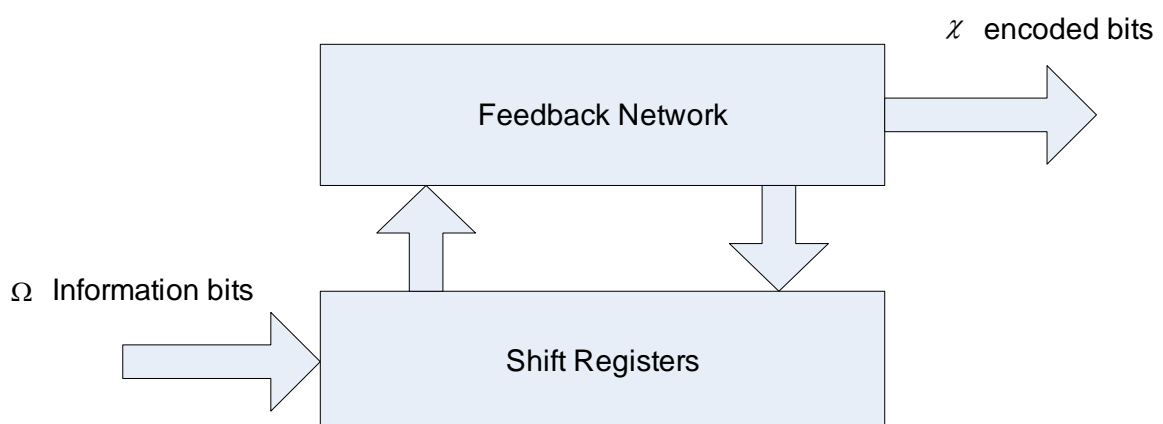 χ encoded bits
Feedback Network
Ω Information bits
Shift Registers